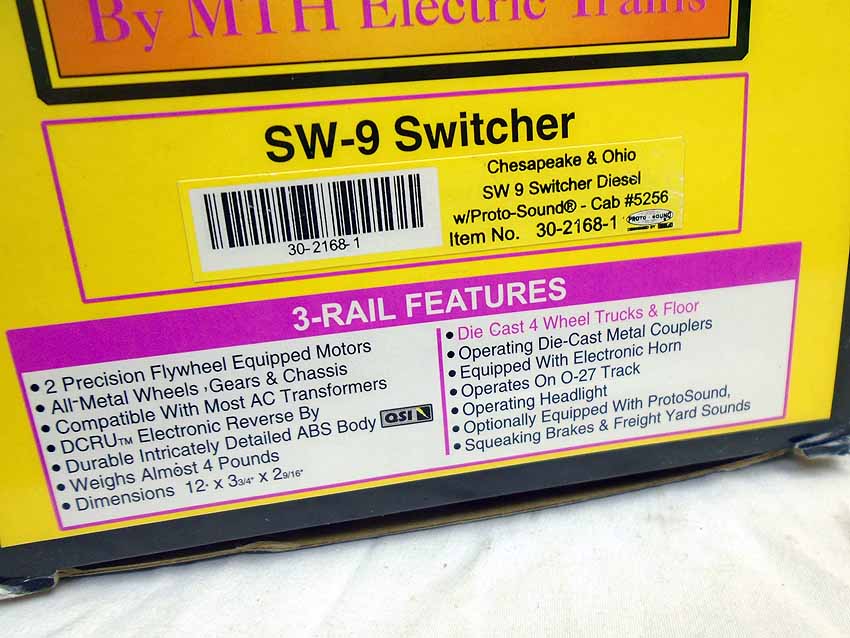 By MTH Electric Trains
SW-9 Switcher
30-2168-1
Chesapeake & Ohio
SW 9 Switcher Diesel
w/Proto-Sound® - Cab #5256
Item No. 30-2168-1
PROTO-SOUND
3-RAIL FEATURES
• 2 Precision Flywheel Equipped Motors
• All-Metal Wheels ,Gears & Chassis
• Compatible With Most AC Transformers
• DCRU™ Electronic Reverse By QSI
• Durable Intricately Detailed ABS Body
• Weighs Almost 4 Pounds
• Dimensions 12" x 3 3/4" x 2 9/16"
• Die Cast 4 Wheel Trucks & Floor
• Operating Die-Cast Metal Couplers
• Equipped With Electronic Horn
• Operates On O-27 Track
• Operating Headlight
• Optionally Equipped With ProtoSound,
• Squeaking Brakes & Freight Yard Sounds